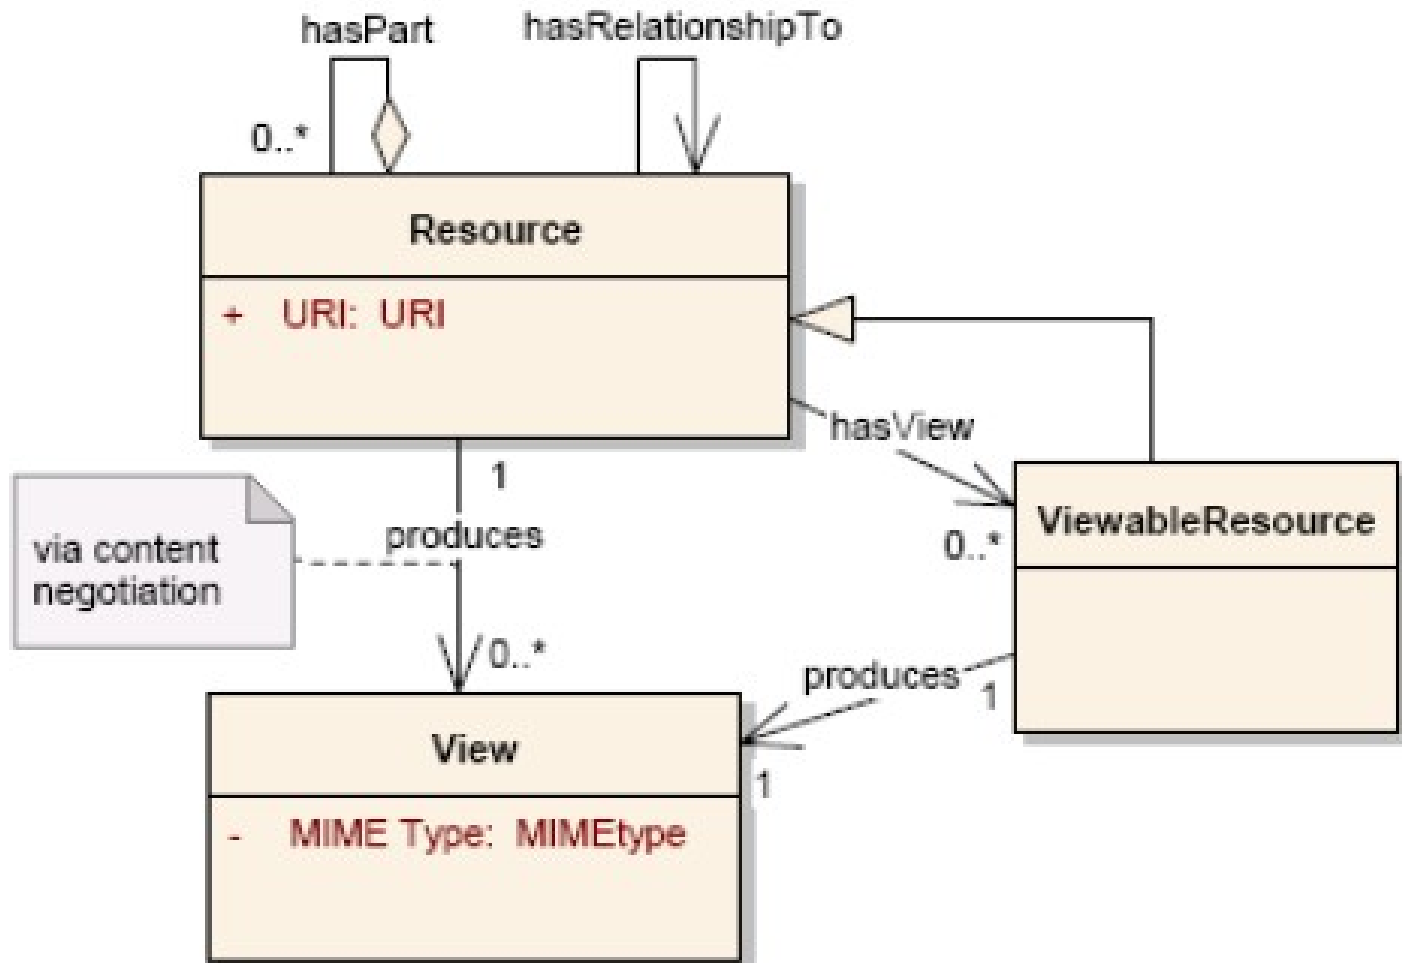 hasPart
hasRelationshipTo
0..*
Resource
+ URI: URI
hasView
1
produces
via content
negotiation
0..*
ViewableResource
0..*
produces
1
View
1
- MIME Type: MIMEtype